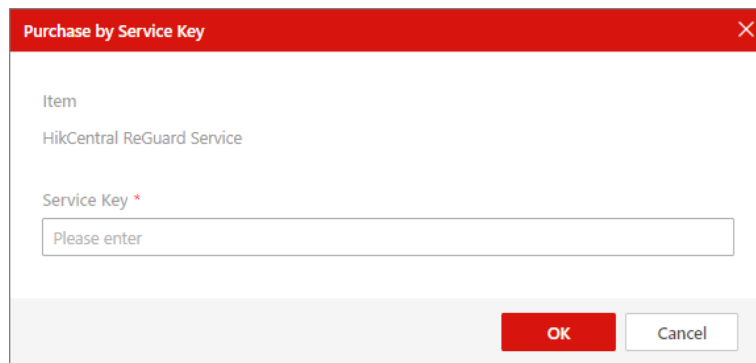 Purchase by Service Key
Item
HikCentral ReGuard Service
Service Key *
Please enter
OK Cancel